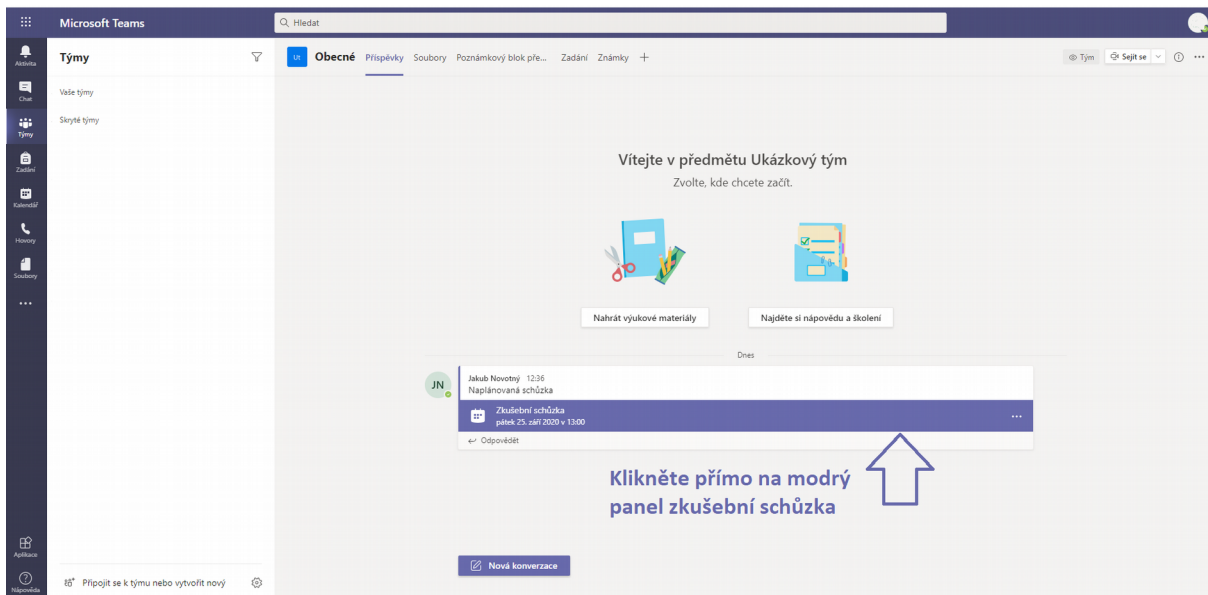 Microsoft Teams
Hledat
Aktivita
Chat
Týmy
Zadání
Kalendář
Hovory
Soubory
Aplikace
Nápověda
Týmy
Vaše týmy
Skryté týmy
Připojit se k týmu nebo vytvořit nový
Ut Obecné Příspěvky Soubory Poznámkový blok pře... Zadání Známky
Tým Sejít se
Vítejte v předmětu Ukázkový tým
Zvolte, kde chcete začít.
Nahrát výukové materiály Najděte si nápovědu a školení
Dnes
JN
Jakub Novotný 12:36
Naplánovaná schůzka
Zkušební schůzka
pátek 25. září 2020 v 13:00
Odpovědět
Klikněte přímo na modrý
panel zkušební schůzka
Nová konverzace